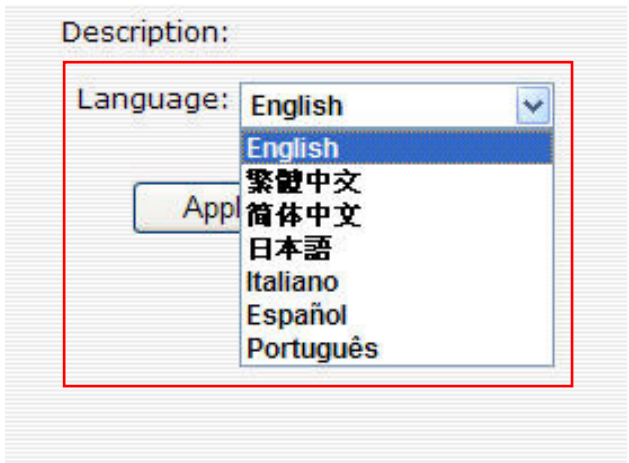 Description:
Language: English
English
繁體中文
Appl 简体中文
日本語
Italiano
Español
Português